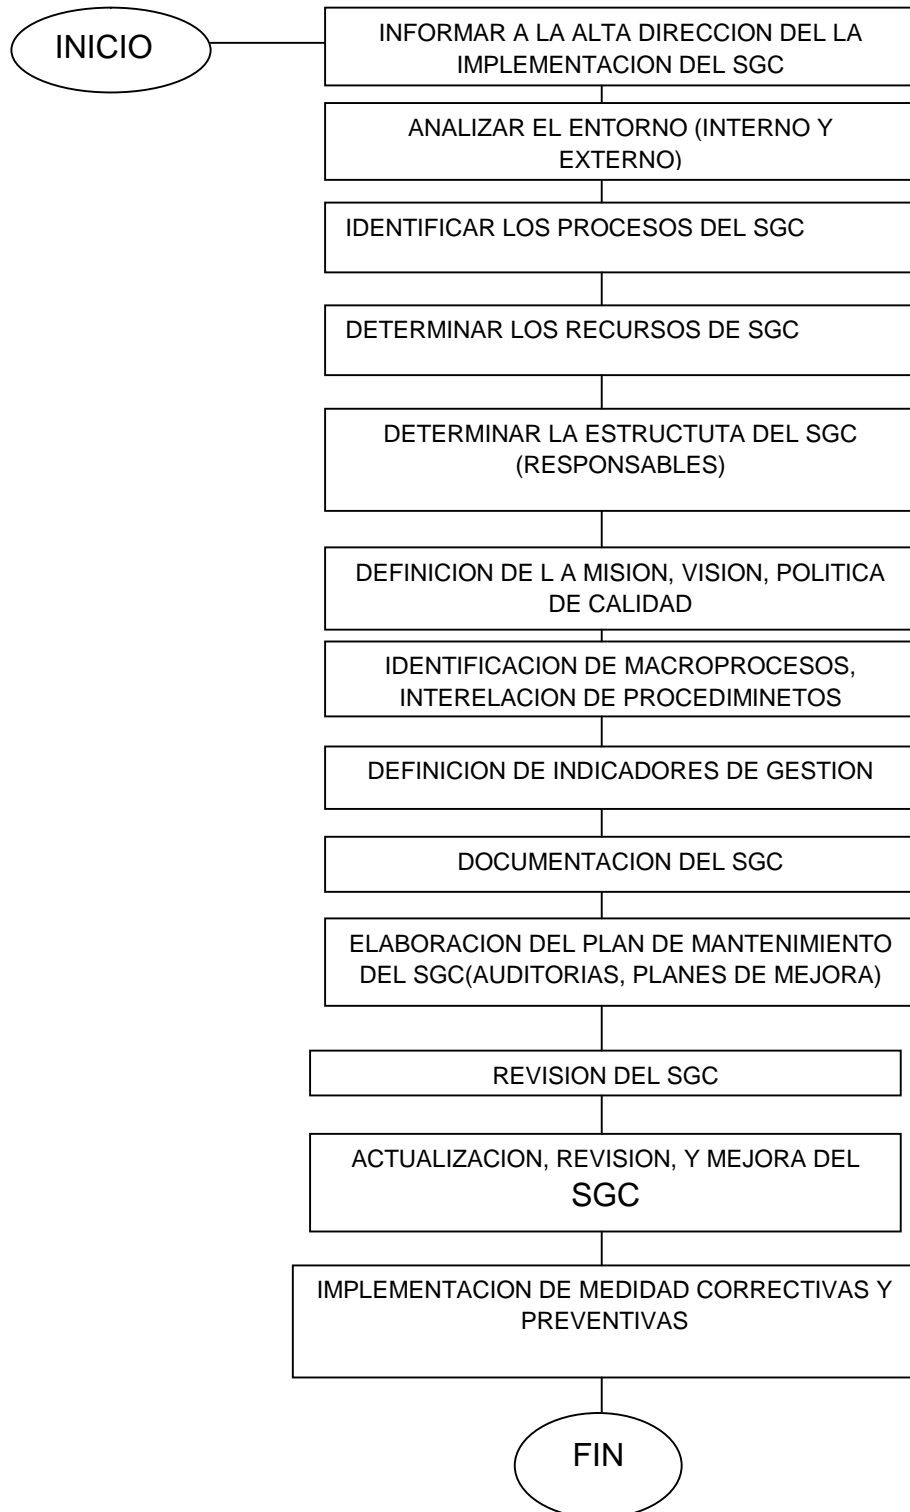 INICIO
INFORMAR A LA ALTA DIRECCION DEL LA
IMPLEMENTACION DEL SGC
ANALIZAR EL ENTORNO (INTERNO Y
EXTERNO)
IDENTIFICAR LOS PROCESOS DEL SGC
DETERMINAR LOS RECURSOS DE SGC
DETERMINAR LA ESTRUCTUTA DEL SGC
(RESPONSABLES)
DEFINICION DE L A MISION, VISION, POLITICA
DE CALIDAD
IDENTIFICACION DE MACROPROCESOS,
INTERELACION DE PROCEDIMINETOS
DEFINICION DE INDICADORES DE GESTION
DOCUMENTACION DEL SGC
ELABORACION DEL PLAN DE MANTENIMIENTO
DEL SGC(AUDITORIAS, PLANES DE MEJORA)
REVISION DEL SGC
ACTUALIZACION, REVISION, Y MEJORA DEL
SGC
IMPLEMENTACION DE MEDIDAD CORRECTIVAS Y
PREVENTIVAS
FIN